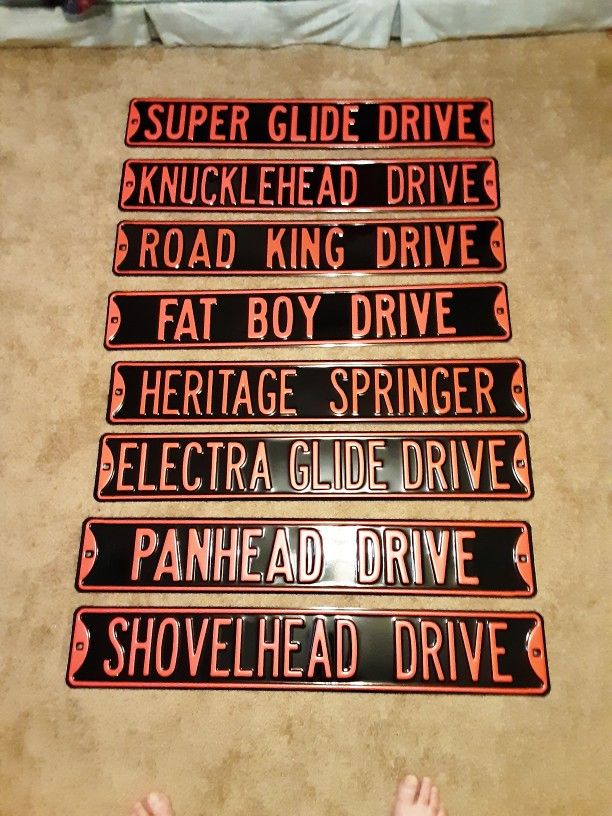 SUPER GLIDE DRIVE
KNUCKLEHEAD DRIVE
ROAD KING DRIVE
FAT BOY DRIVE
HERITAGE SPRINGER
ELECTRA GLIDE DRIVE
PANHEAD DRIVE
SHOVELHEAD DRIVE